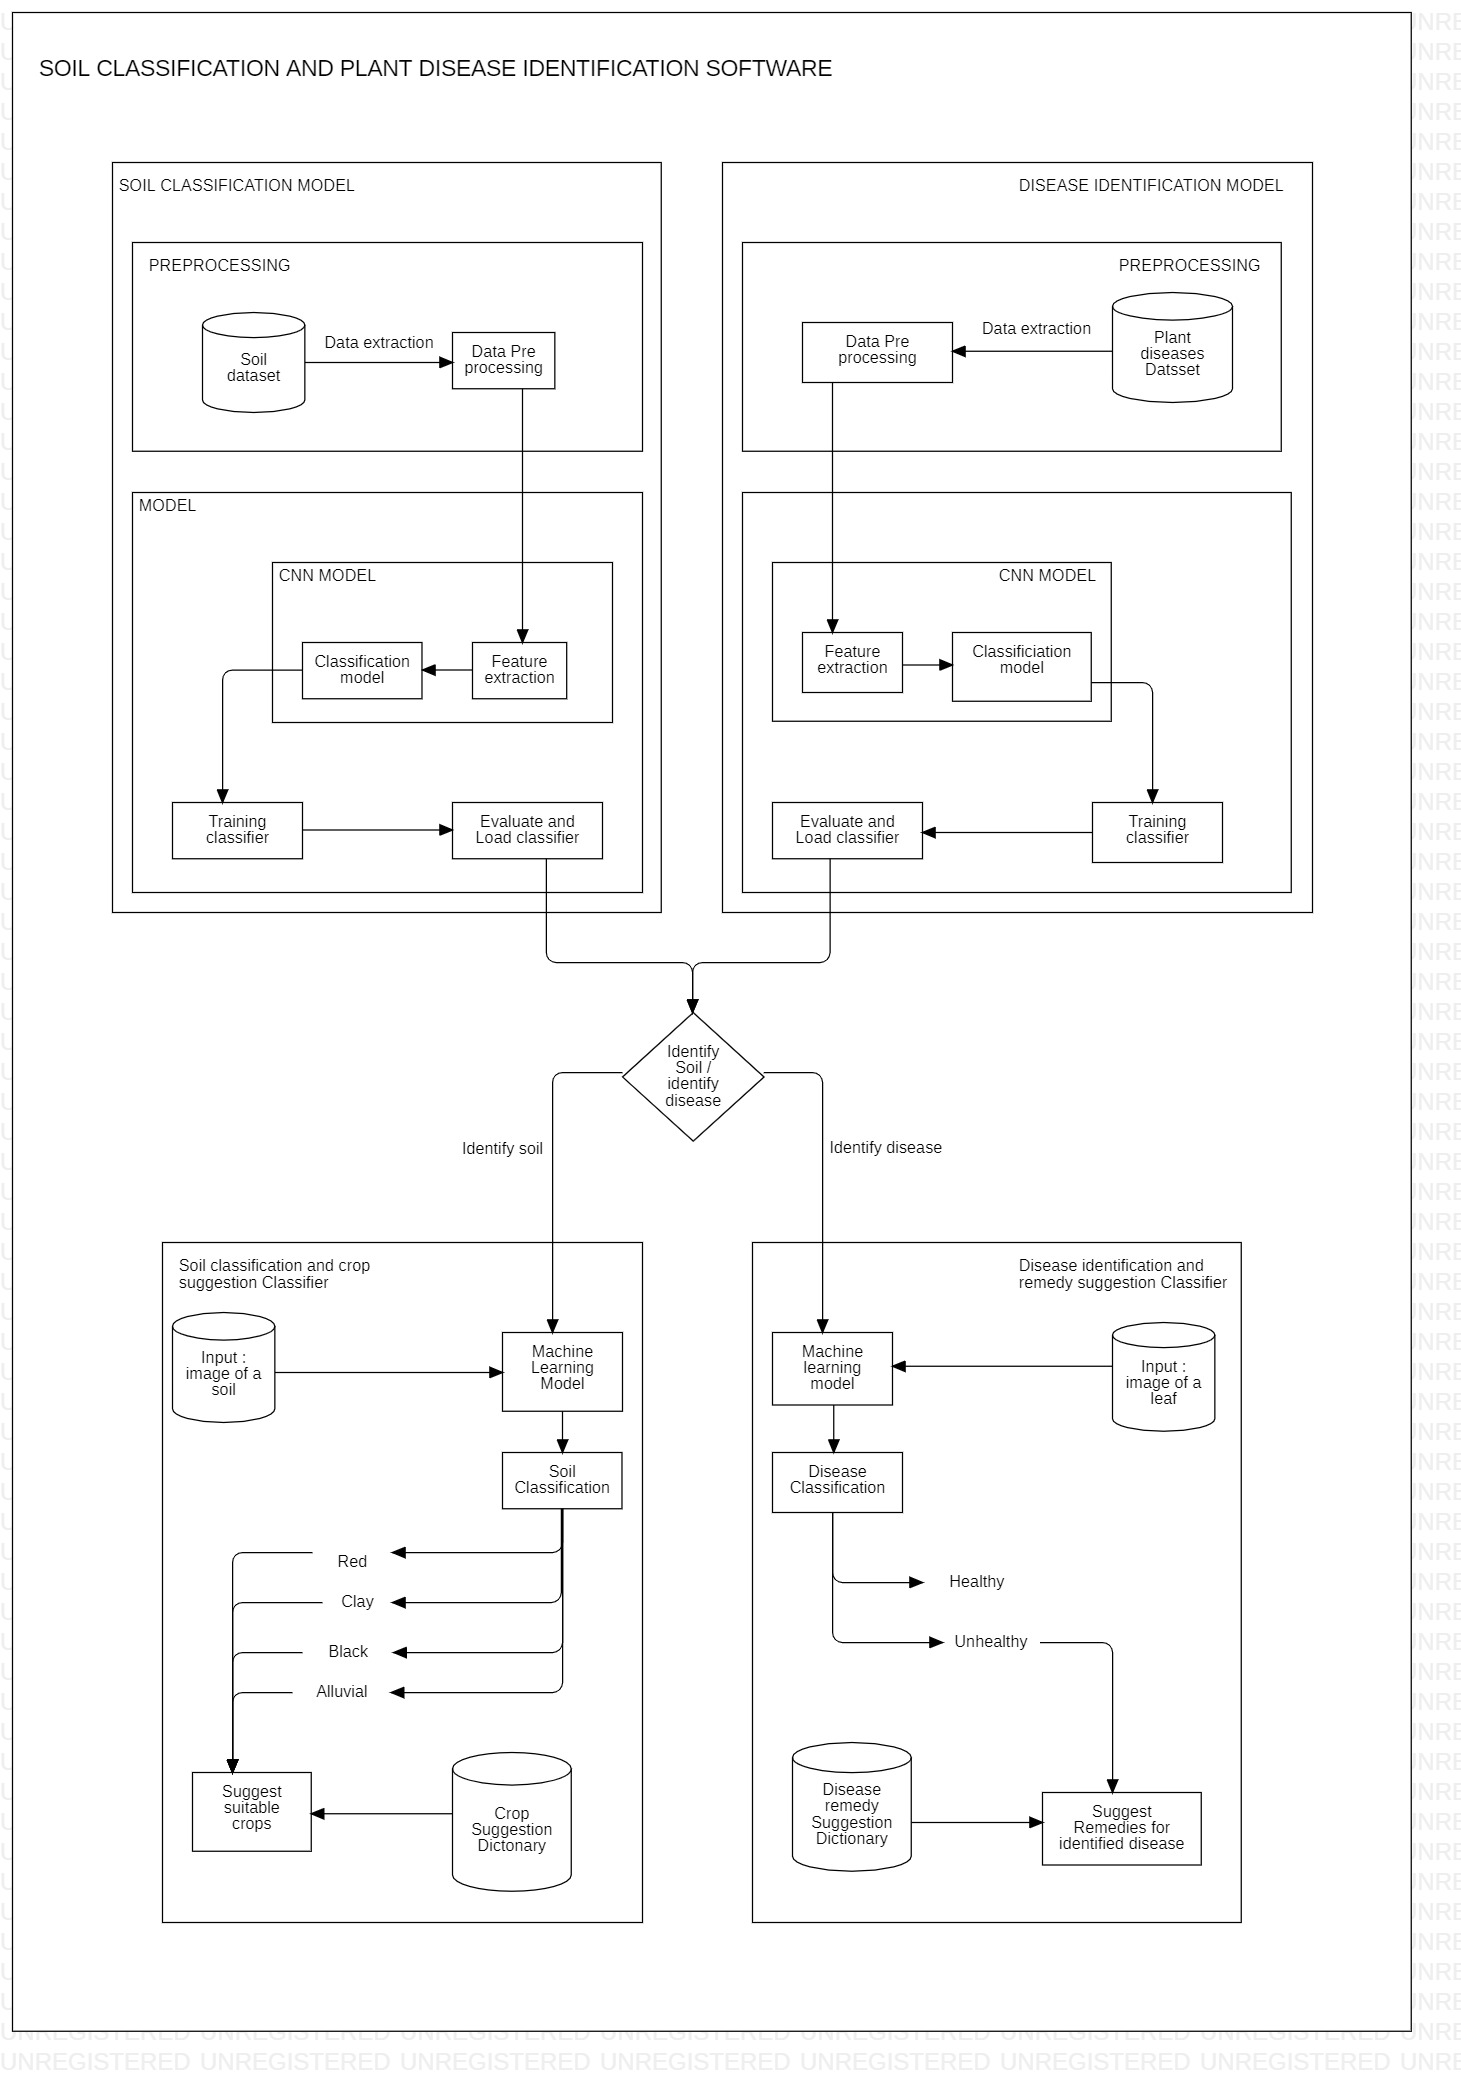 SOIL CLASSIFICATION AND PLANT DISEASE IDENTIFICATION SOFTWARE
SOIL CLASSIFICATION MODEL
PREPROCESSING
Soil
dataset
Data extraction
Data Pre
processing
MODEL
CNN MODEL
Classification
model
Feature
extraction
Training
classifier
Evaluate and
Load classifier
DISEASE IDENTIFICATION MODEL
PREPROCESSING
Data Pre
processing
Data extraction
Plant
diseases
Datsset
CNN MODEL
Feature
extraction
Classificiation
model
Evaluate and
Load classifier
Training
classifier
Identify
Soil /
identify
disease
Identify soil
Identify disease
Soil classification and crop
suggestion Classifier
Input :
image of a
soil
Machine
Learning
Model
Soil
Classification
Red
Clay
Black
Alluvial
Suggest
suitable
crops
Crop
Suggestion
Dictonary
Disease identification and
remedy suggestion Classifier
Machine
learning
model
Input :
image of a
leaf
Disease
Classification
Healthy
Unhealthy
Disease
remedy
Suggestion
Dictionary
Suggest
Remedies for
identified disease
UNREGISTERED UNREGISTERED UNREGISTERED UNREGISTERED UNREGISTERED UNREGISTERED UNREGISTERED